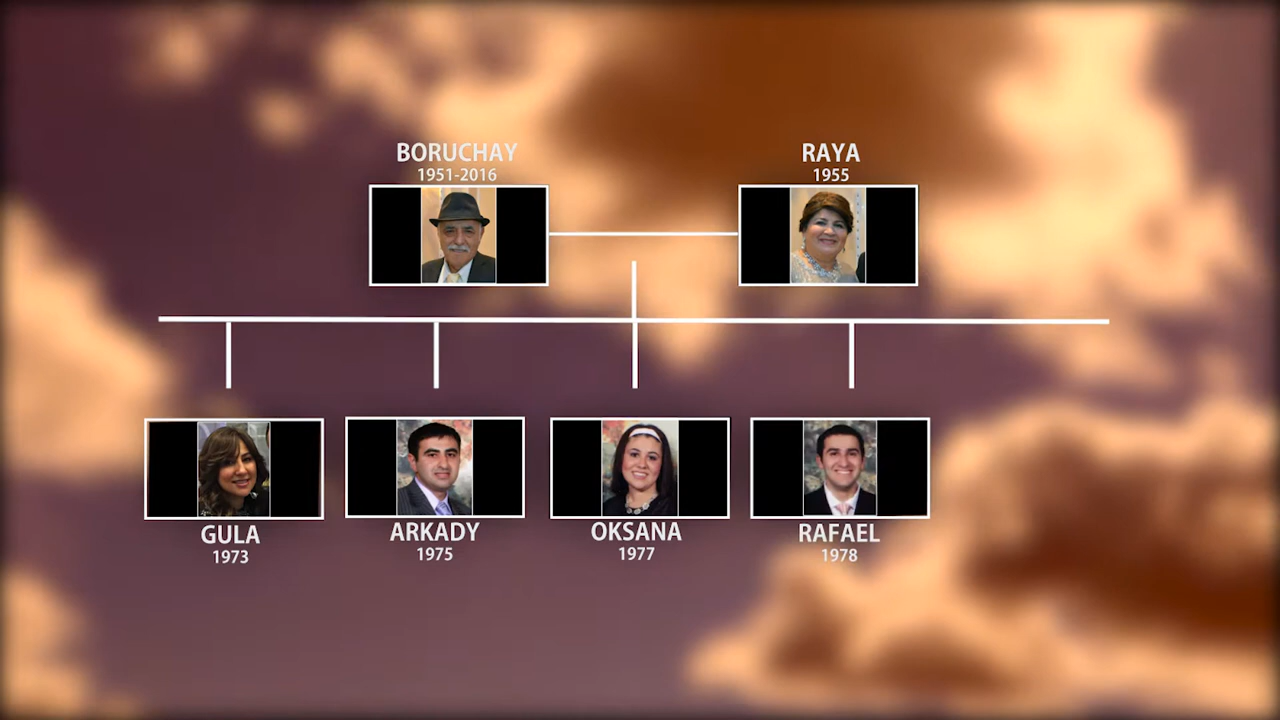 BORUCHAY
1951-2016
RAYA
1955
GULA
1973
ARKADY
1975
OKSANA
1977
RAFAEL
1978